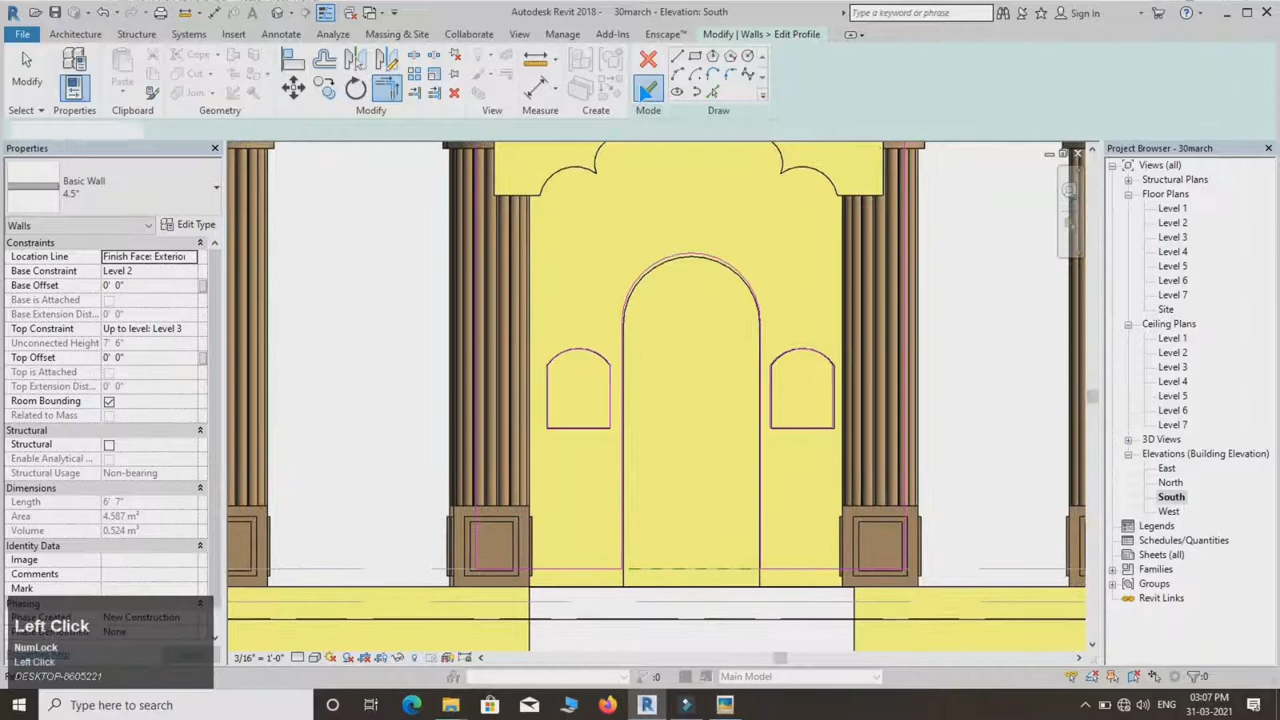 Autodesk Revit 2018 - 30march - Elevation: South
Type a keyword or phrase
Sign In
File Architecture Structure Systems Insert Annotate Analyze Massing & Site Collaborate View Manage Add-Ins Enscape™ Modify | Walls > Edit Profile
Modify
Paste
Cope
Cut
Join
Select Properties Clipboard Geometry Modify View Measure Create Mode Draw
Properties
Basic Wall
4.5"
Walls
Edit Type
Constraints
Location Line Finish Face: Exterior
Base Constraint Level 2
Base Offset 0' 0"
Base is Attached
Base Extension Dist...
Top Constraint Up to level: Level 3
Unconnected Height 7' 6"
Top Offset 0' 0"
Top is Attached
Top Extension Dist...
Room Bounding
Related to Mass
Structural
Structural
Enable Analytical ...
Structural Usage Non-bearing
Dimensions
Length 6' 7"
Area 4.587 m²
Volume 0.524 m³
Identity Data
Image
Comments
Mark
Phasing
Phase Created New Construction
Phase Demolished None
Left Click
NumLock
Left Click
DESKTOP-8605221
Project Browser - 30march
Views (all)
Structural Plans
Floor Plans
Level 1
Level 2
Level 3
Level 4
Level 5
Level 6
Level 7
Site
Ceiling Plans
Level 1
Level 2
Level 3
Level 4
Level 5
Level 6
Level 7
3D Views
Elevations (Building Elevation)
East
North
South
West
Legends
Schedules/Quantities
Sheets (all)
Families
Groups
Revit Links
3/16" = 1'-0"
:0
Main Model
:0
Type here to search
03:07 PM
31-03-2021